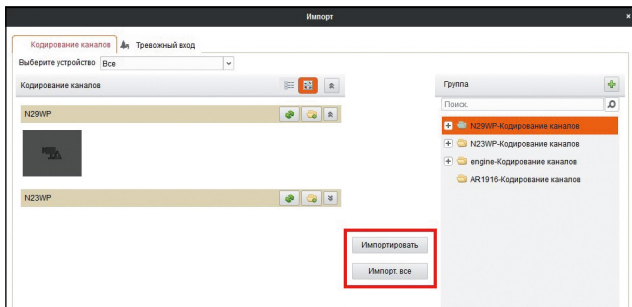 Импорт
Кодирование каналов
Тревожный вход
Выберите устройство
Все
Кодирование каналов
N29WP
N23WP
Импортировать
Импорт. все
Группа
Поиск.
N29WP-Кодирование каналов
N23WP-Кодирование каналов
engine-Кодирование каналов
AR1916-Кодирование каналов